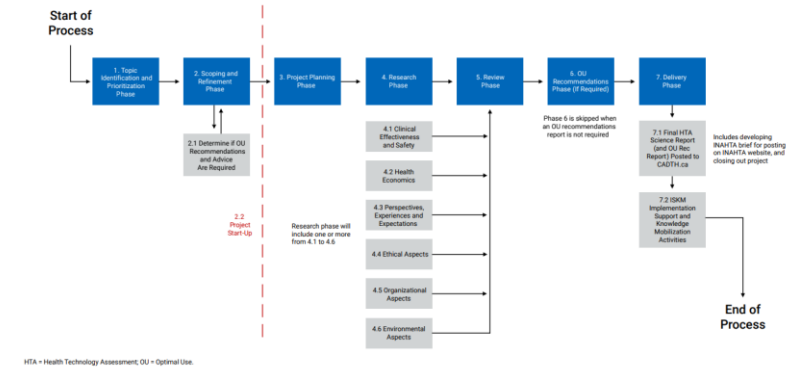 Start of
Process
1. Topic
Identification and
Prioritization
Phase
2. Scoping and
Refinement
Phase
3. Project Planning
Phase
4. Research
Phase
5. Review
Phase
6. OU
Recommendations
Phase (If Required)
7. Delivery
Phase
2.1 Determine if OU
Recommendations
and Advice
Are Required
2.2
Project
Start-Up
Research phase will
include one or more
from 4.1 to 4.6
4.1 Clinical
Effectiveness
and Safety
4.2 Health
Economics
4.3 Perspectives,
Experiences and
Expectations
4.4 Ethical Aspects
4.5 Organizational
Aspects
4.6 Environmental
Aspects
Phase 6 is skipped when
an OU recommendations
report is not required
7.1 Final HTA
Science Report
(and OU Rec
Report) Posted to
CADTH.ca
Includes developing
INAHTA brief for posting
on INAHTA website, and
closing out project
7.2 ISKM
Implementation
Support and
Knowledge
Mobilization
Activities
End of
Process
HTA = Health Technology Assessment; OU = Optimal Use.